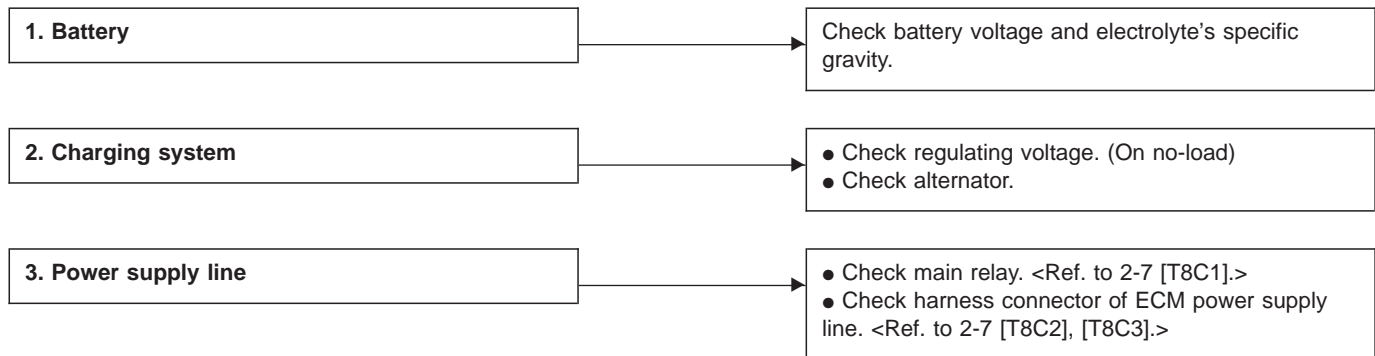 1. Battery
Check battery voltage and electrolyte's specific
gravity.
2. Charging system
● Check regulating voltage. (On no-load)
● Check alternator.
3. Power supply line
● Check main relay. <Ref. to 2-7 [T8C1].>
● Check harness connector of ECM power supply
line. <Ref. to 2-7 [T8C2], [T8C3].>